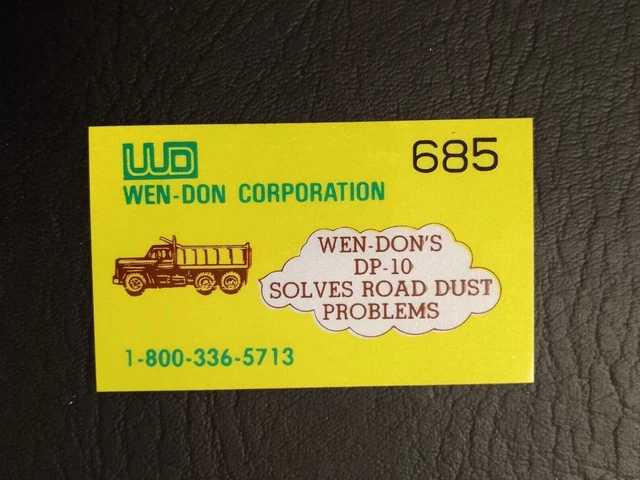 WD
685
WEN-DON CORPORATION
WEN-DON'S
DP-10
SOLVES ROAD DUST
PROBLEMS
1-800-336-5713